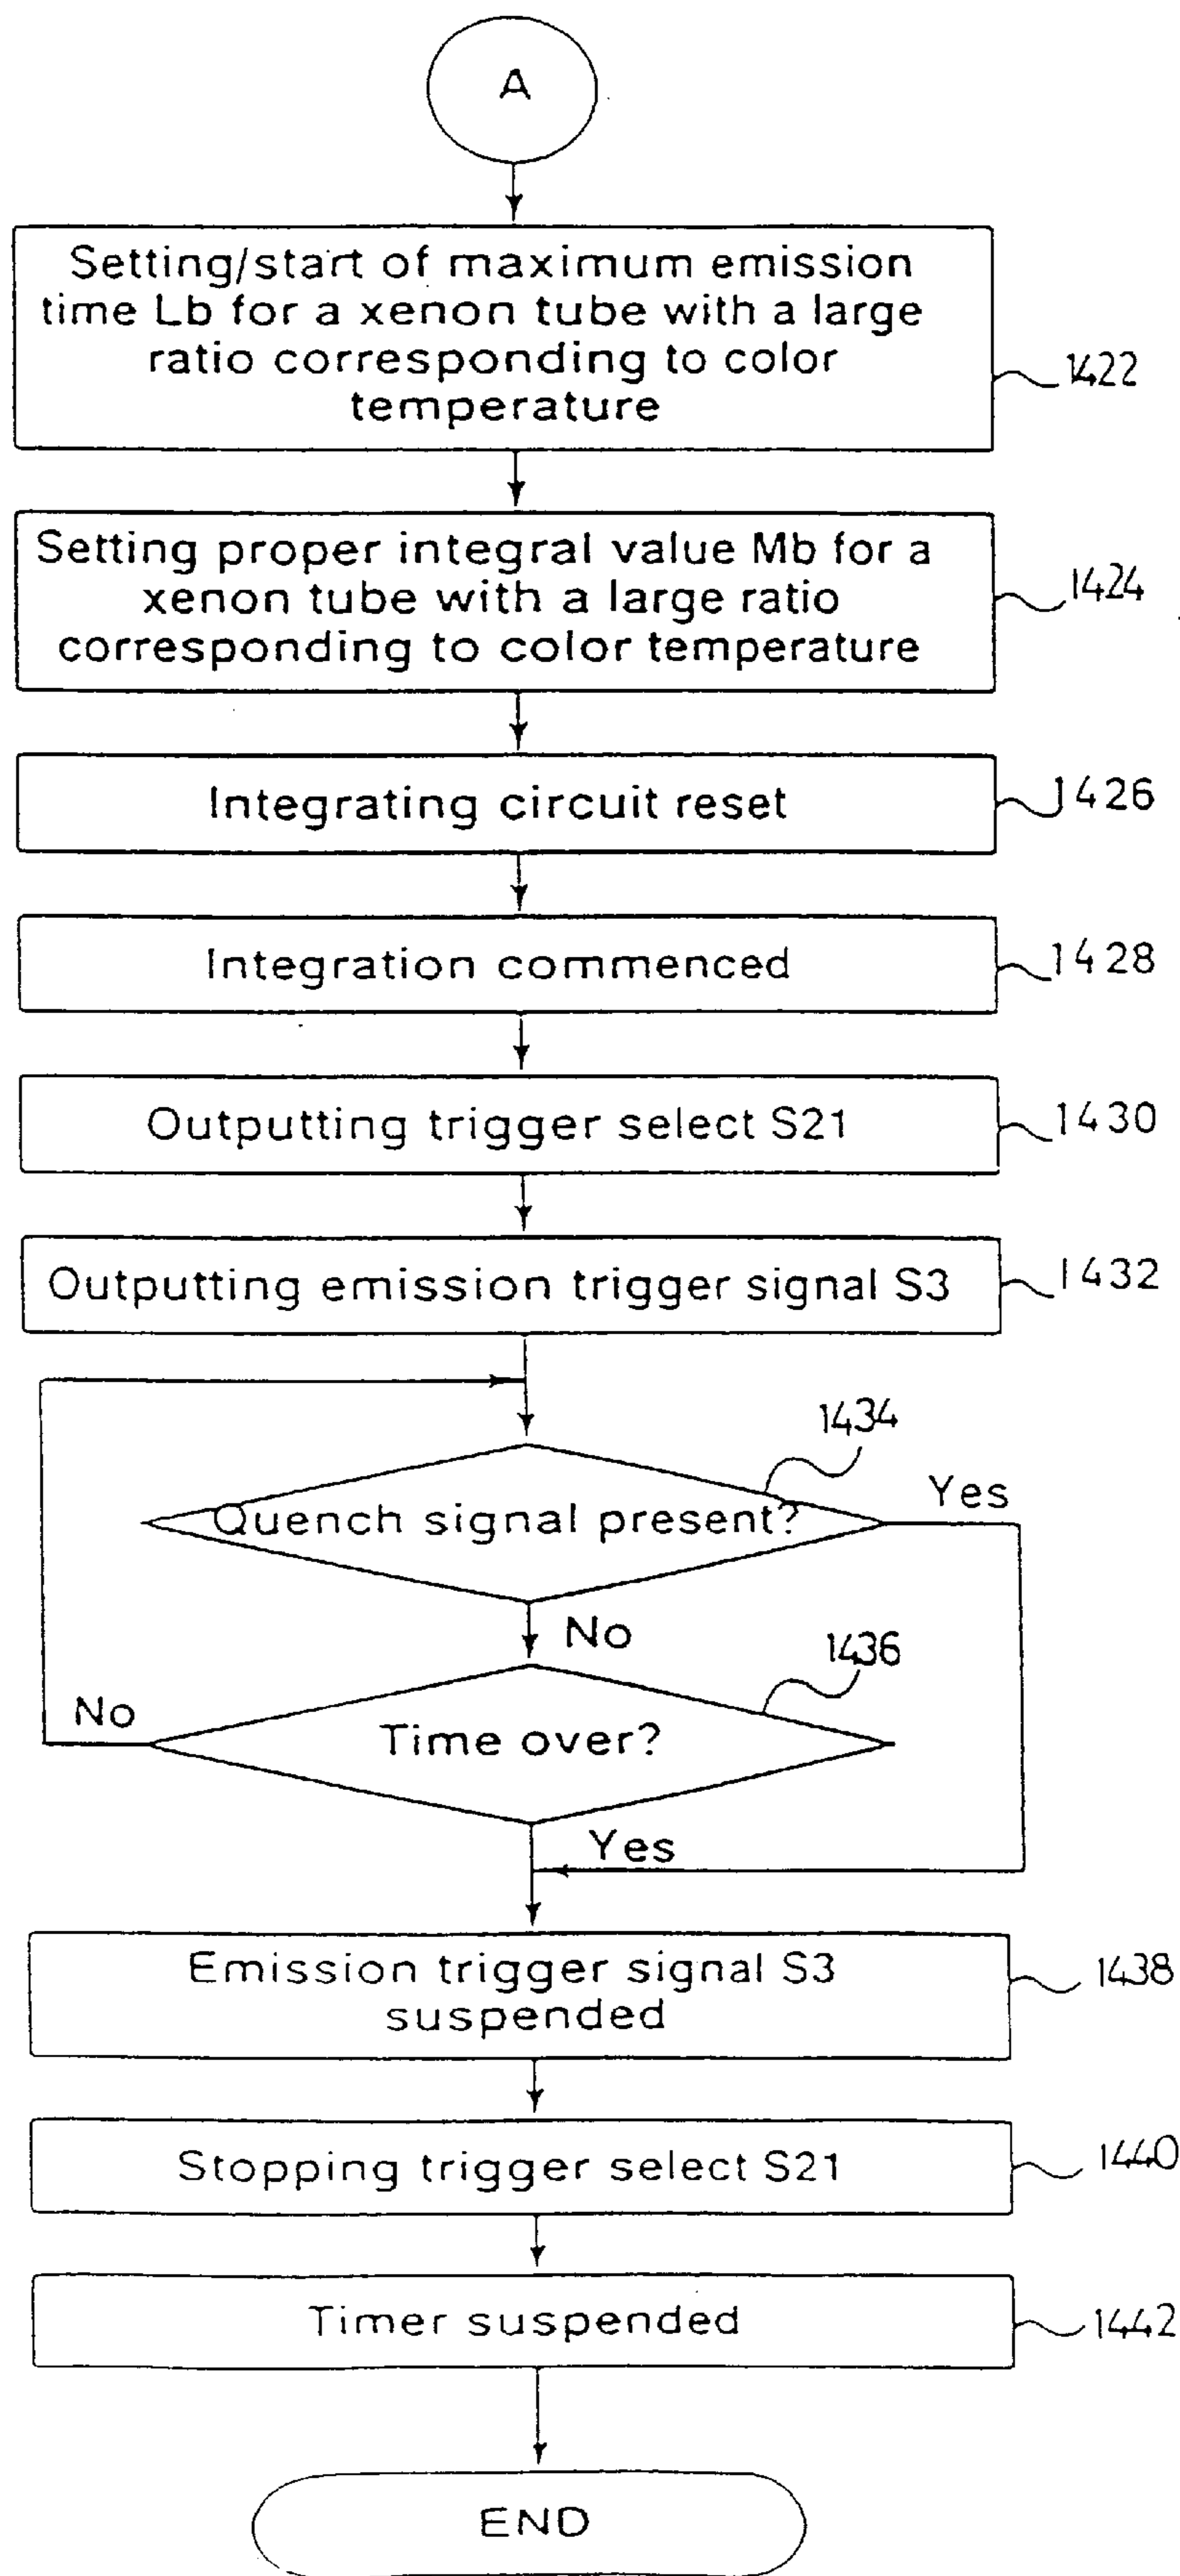 A
Setting/start of maximum emission
time Lb for a xenon tube with a large
ratio corresponding to color
temperature
1422
Setting proper integral value Mb for a
xenon tube with a large ratio
corresponding to color temperature
1424
Integrating circuit reset
1426
Integration commenced
1428
Outputting trigger select S21
1430
Outputting emission trigger signal S3
1432
1434
Quench signal present?
Yes
No
1436
No
Time over?
Yes
Emission trigger signal S3
suspended
1438
Stopping trigger select S21
1440
Timer suspended
1442
END